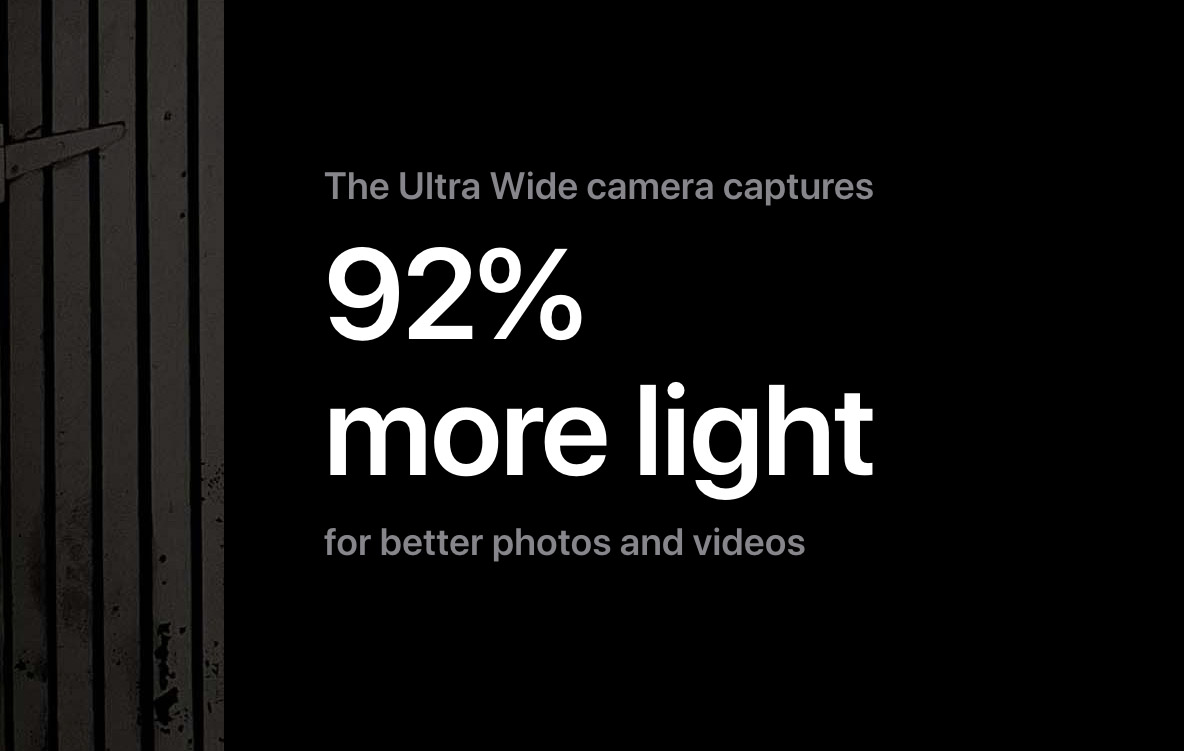 The Ultra Wide camera captures
92%
more light
for better photos and videos